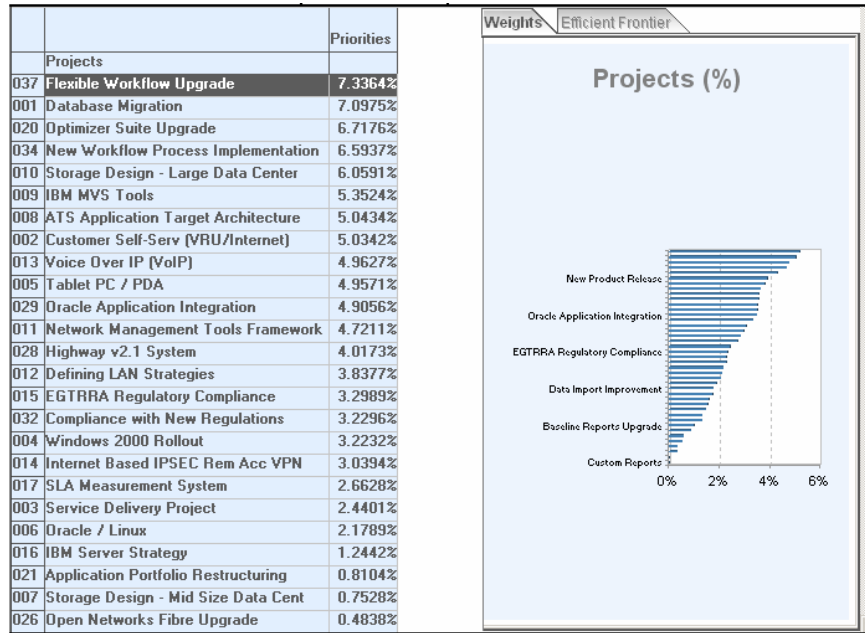 Priorities
Projects
037 Flexible Workflow Upgrade 7.3364%
001 Database Migration 7.0975%
020 Optimizer Suite Upgrade 6.7176%
034 New Workflow Process Implementation 6.5937%
010 Storage Design - Large Data Center 6.0591%
009 IBM MVS Tools 5.3524%
008 ATS Application Target Architecture 5.0434%
002 Customer Self-Serv (VRU/Internet) 5.0342%
013 Voice Over IP (VoIP) 4.9627%
005 Tablet PC / PDA 4.9571%
029 Oracle Application Integration 4.9056%
011 Network Management Tools Framework 4.7211%
028 Highway v2.1 System 4.0173%
012 Defining LAN Strategies 3.8377%
015 EGTRRA Regulatory Compliance 3.2989%
032 Compliance with New Regulations 3.2296%
004 Windows 2000 Rollout 3.2232%
014 Internet Based IPSEC Rem Acc VPN 3.0394%
017 SLA Measurement System 2.6628%
003 Service Delivery Project 2.4401%
006 Oracle / Linux 2.1789%
016 IBM Server Strategy 1.2442%
021 Application Portfolio Restructuring 0.8104%
007 Storage Design - Mid Size Data Cent 0.7528%
026 Open Networks Fibre Upgrade 0.4838%
Weights Efficient Frontier
Projects (%)
New Product Release
Oracle Application Integration
EGTRRA Regulatory Compliance
Data Import Improvement
Baseline Reports Upgrade
Custom Reports
0% 2% 4% 6%